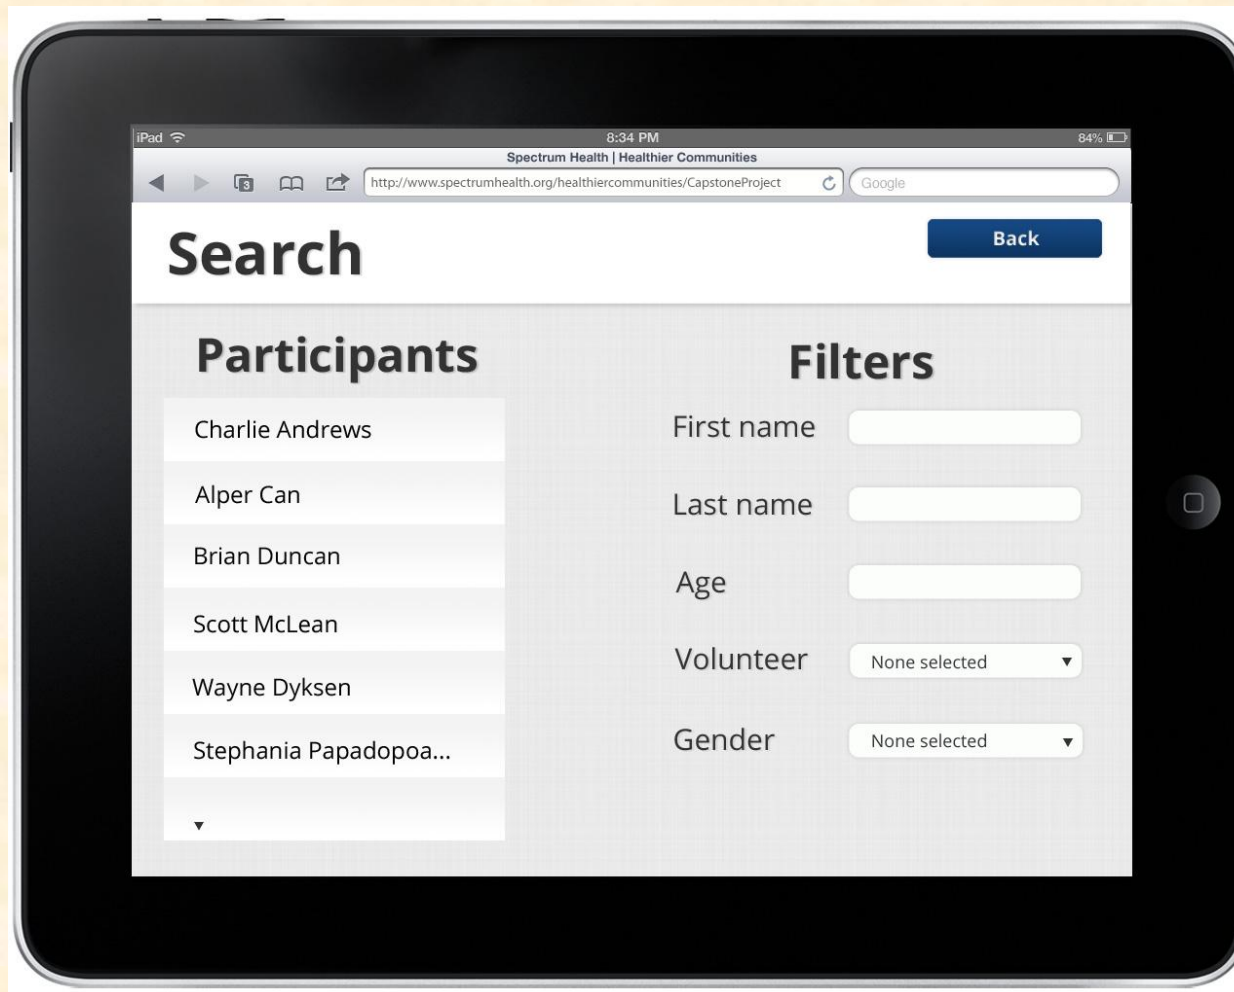 iPad 8:34 PM 84%
Spectrum Health | Healthier Communities
3 http://www.spectrumhealth.org/healthiercommunities/CapstoneProject Google
Search
Back
Participants
Charlie Andrews
Alper Can
Brian Duncan
Scott McLean
Wayne Dyksen
Stephania Papadopoa...
Filters
First name
Last name
Age
Volunteer None selected
Gender None selected